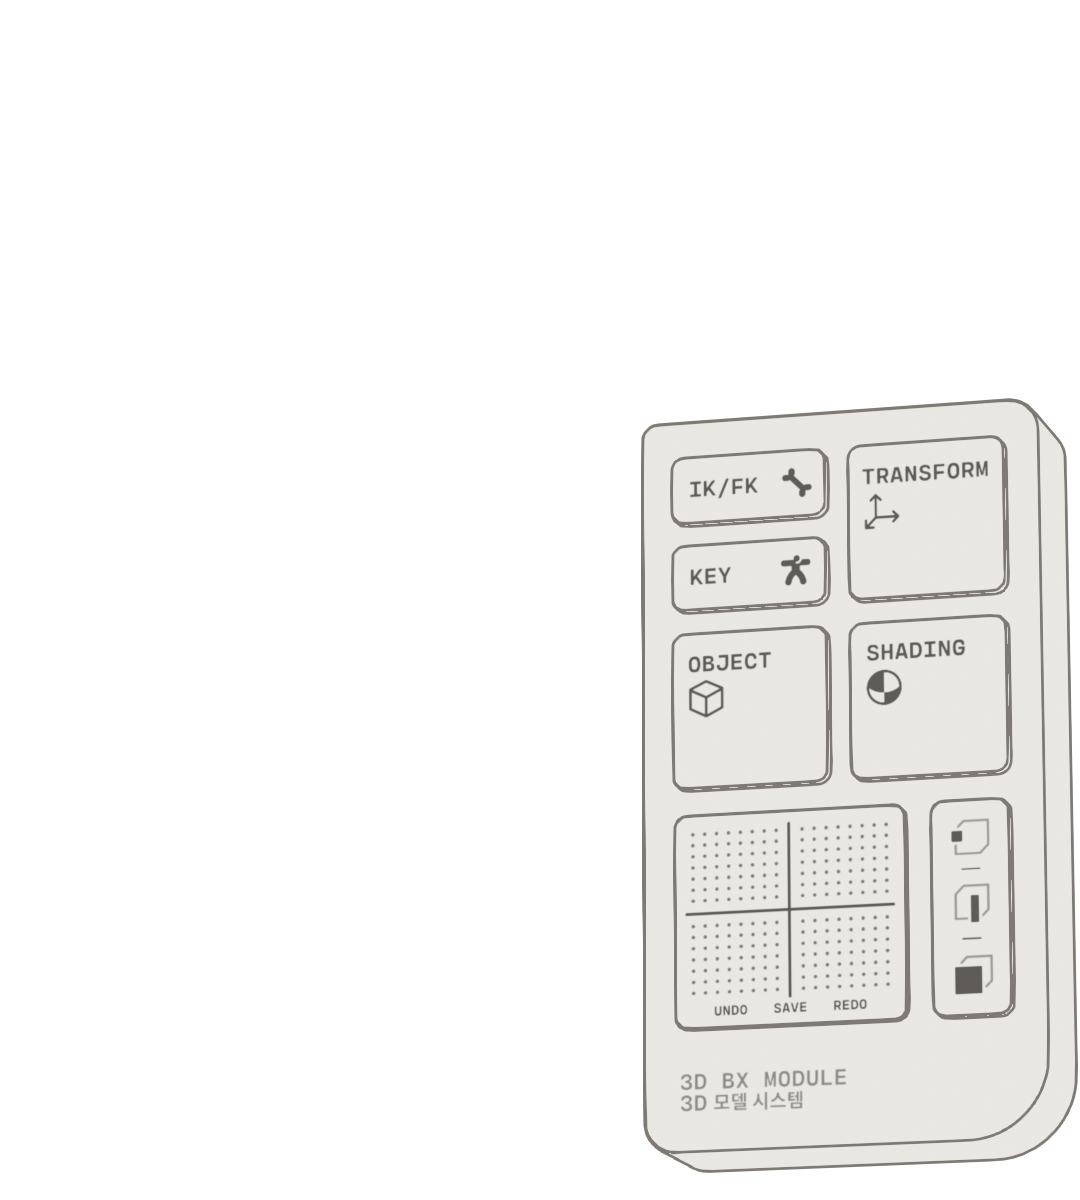 IK/FK
TRANSFORM
KEY
OBJECT
SHADING
UNDO SAVE REDO
3D BX MODULE
3D 모델 시스템